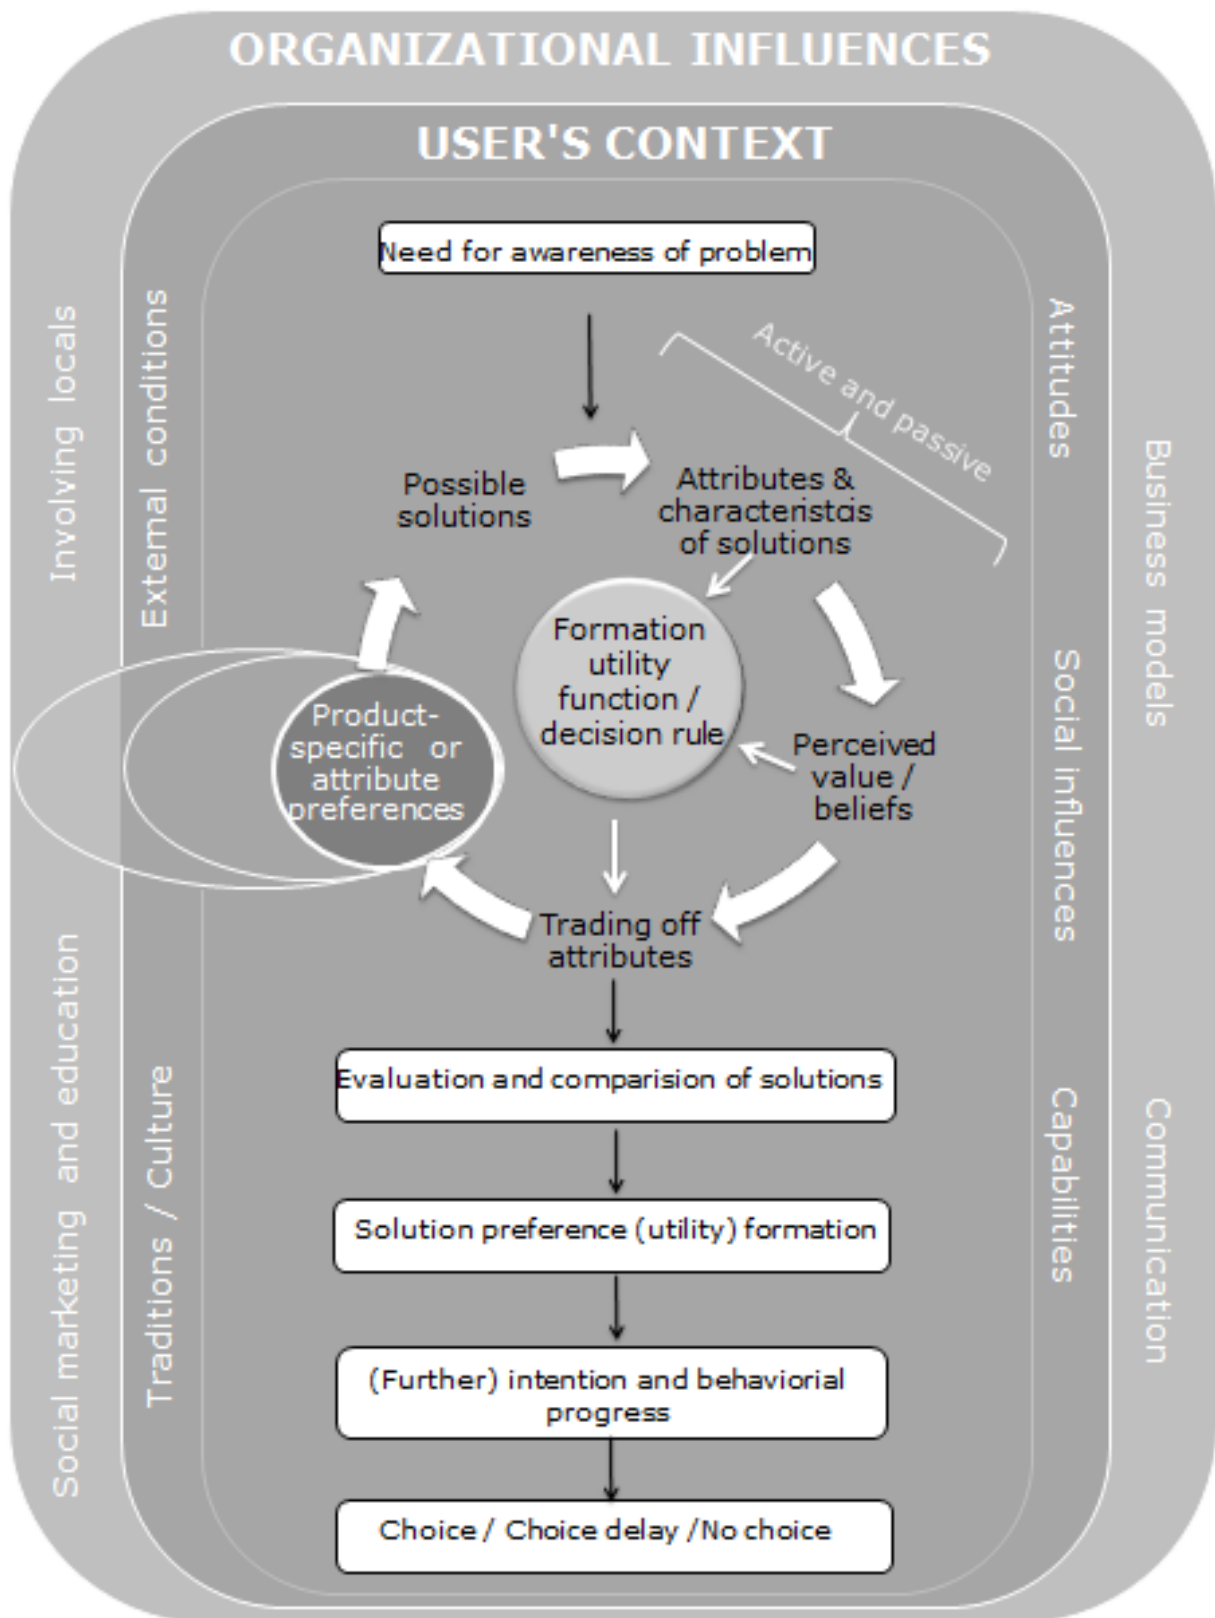 ORGANIZATIONAL INFLUENCES
USER'S CONTEXT
Need for awareness of problem
Involving locals
External conditions
Active and passive
Attitudes
Business models
Possible
solutions
Attributes &
characteristcis
of solutions
Formation
utility
function /
decision rule
Product-
specific or
attribute
preferences
Perceived
value /
beliefs
Social influences
Trading off
attributes
Social marketing and education
Traditions / Culture
Evaluation and comparision of solutions
Capabilities
Communication
Solution preference (utility) formation
(Further) intention and behaviorial
progress
Choice / Choice delay /No choice